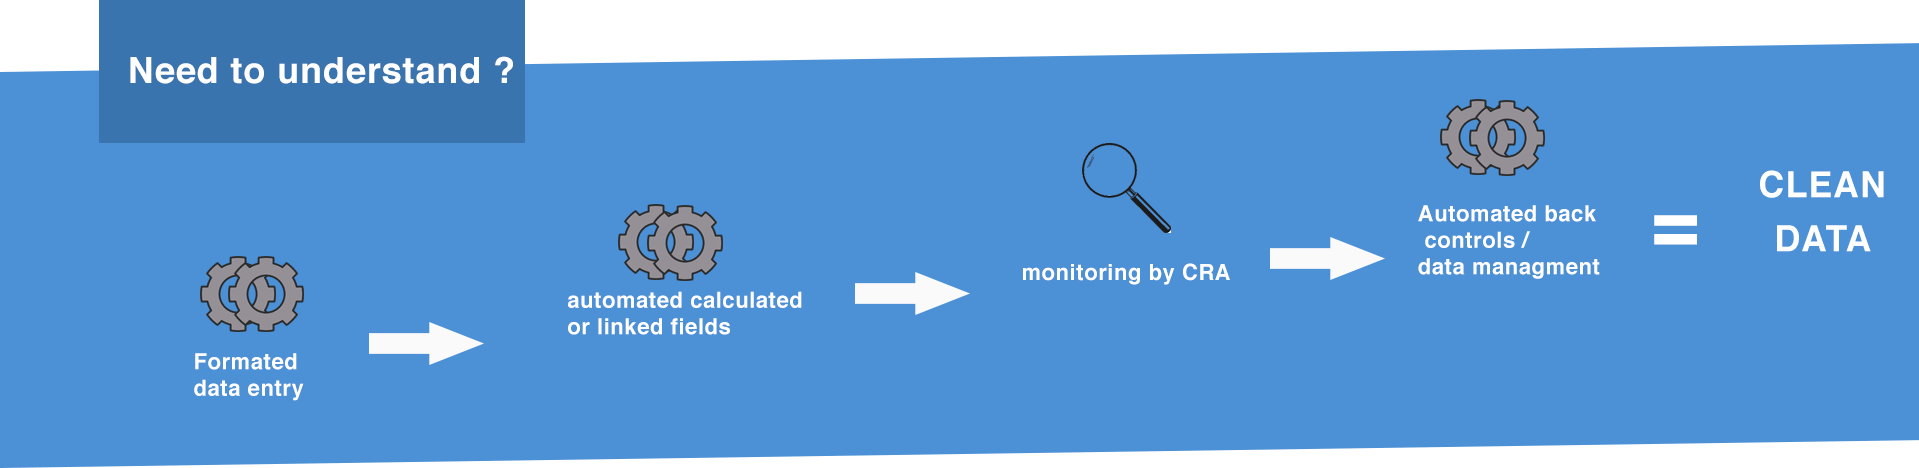 Need to understand ?
Formated
data entry
automated calculated
or linked fields
monitoring by CRA
Automated back
controls /
data managment
=
CLEAN
DATA